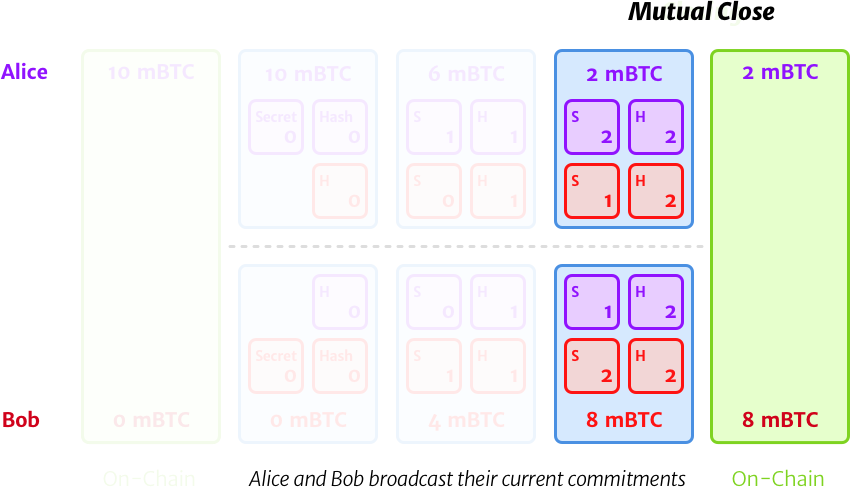 Mutual Close
Alice 10 mBTC 10 mBTC 6 mBTC 2 mBTC 2 mBTC
Secret Hash S H S H
0 0 1 1 2 2
H S H S H
0 0 1 1 2
H S H S H
0 0 1 1 2
Secret Hash S H S H
0 0 1 1 2 2
Bob 0 mBTC 0 mBTC 4 mBTC 8 mBTC 8 mBTC
On-Chain Alice and Bob broadcast their current commitments On-Chain